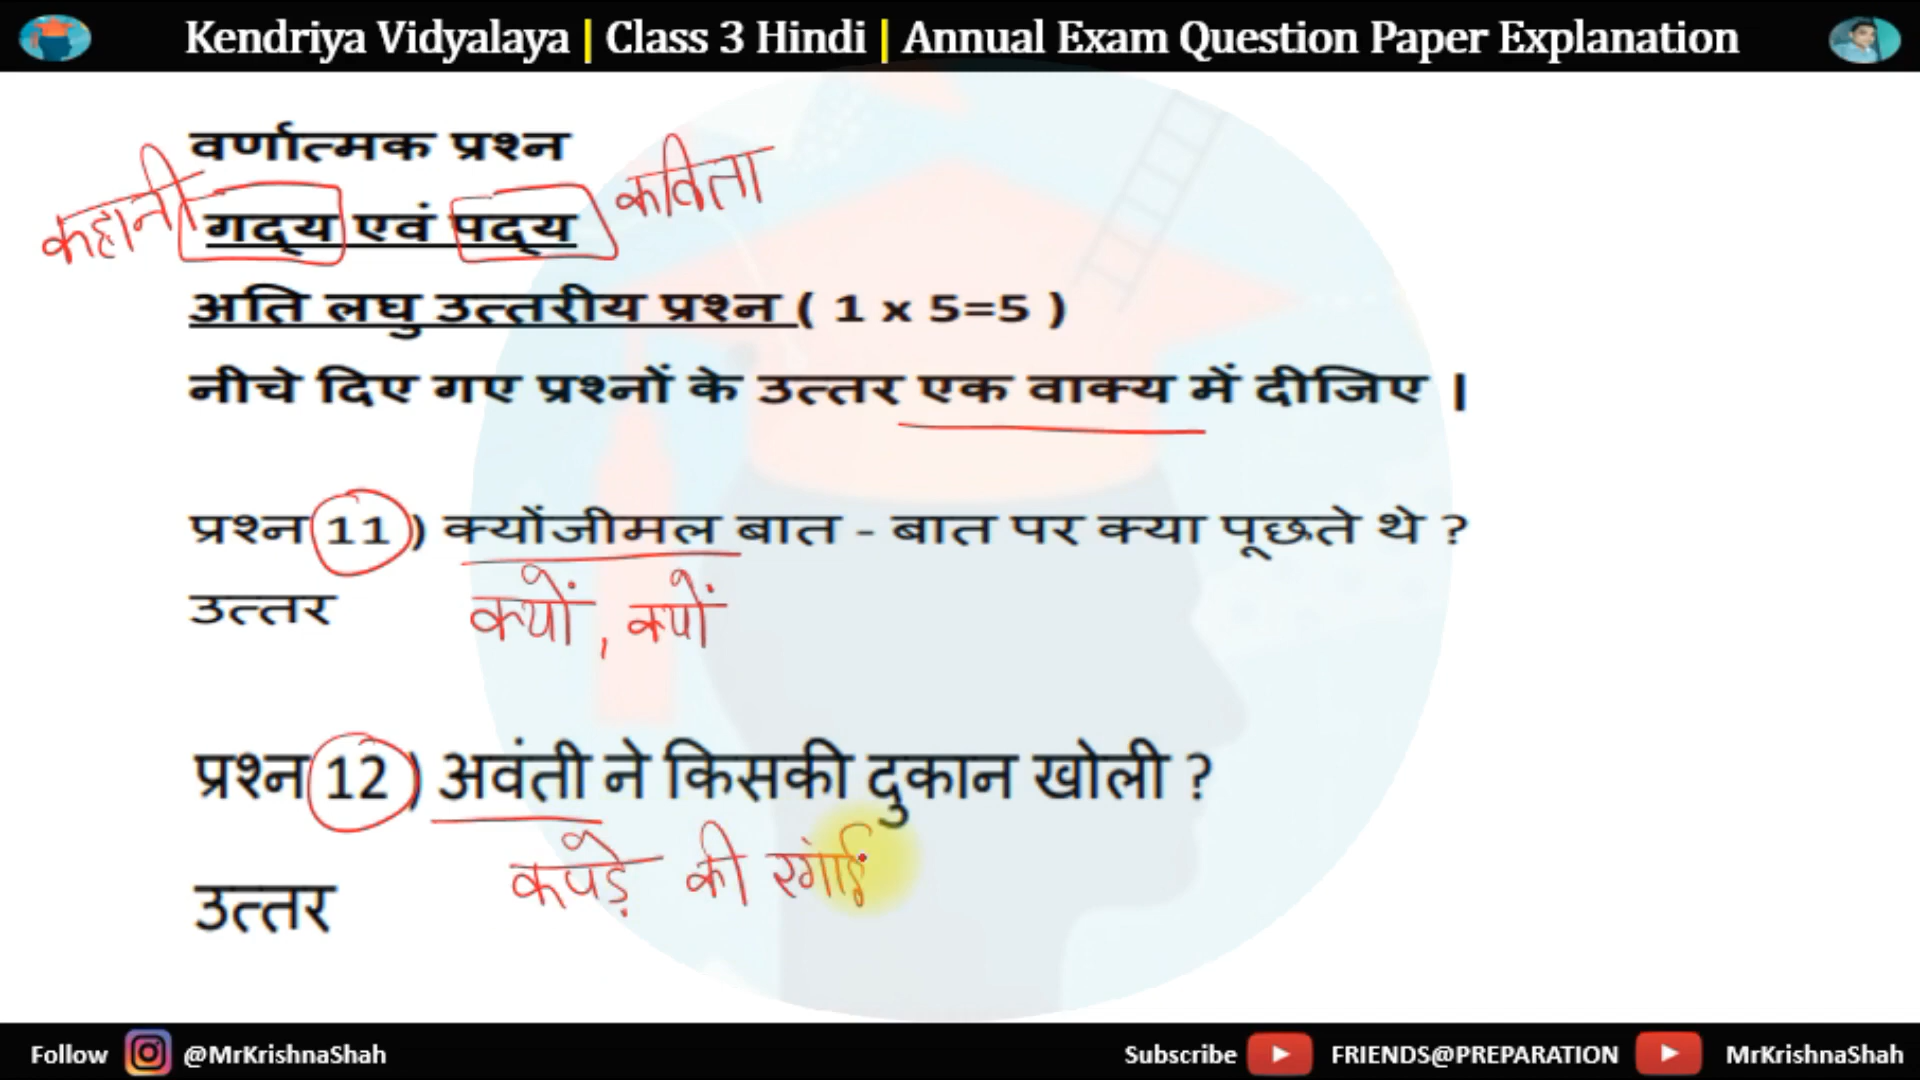 Kendriya Vidyalaya | Class 3 Hindi | Annual Exam Question Paper Explanation
वर्णात्मक प्रश्न
कहानी गद्य एवं पद्य कविता
अति लघु उत्तरीय प्रश्न ( 1 x 5=5 )
नीचे दिए गए प्रश्नों के उत्तर एक वाक्य में दीजिए |
प्रश्न 11 ) क्योंजीमल बात - बात पर क्या पूछते थे ?
उत्तर क्यों, क्यों
प्रश्न 12 ) अवंती ने किसकी दुकान खोली ?
कपड़े की रंगाई
उत्तर
Follow @MrKrishnaShah Subscribe FRIENDS@PREPARATION MrKrishnaShah